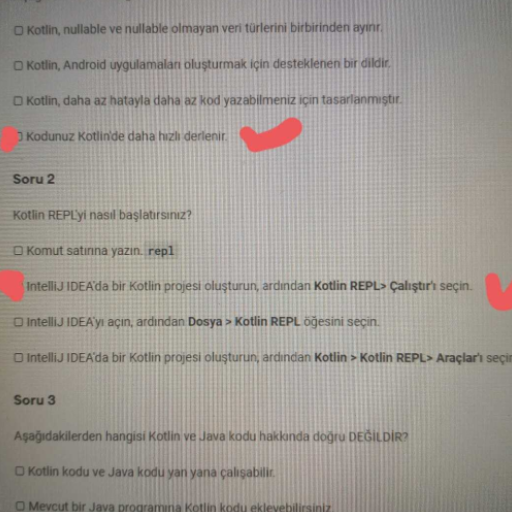 Kotlin, nullable ve nullable olmayan veri türlerini birbirinden ayırır.
Kotlin, Android uygulamaları oluşturmak için desteklenen bir dildir.
Kotlin, daha az hatayla daha az kod yazabilmeniz için tasarlanmıştır.
Kodunuz Kotlin'de daha hızlı derlenir.
Soru 2
Kotlin REPL'yi nasıl başlatırsınız?
Komut satırına yazın. repl
IntelliJ IDEA'da bir Kotlin projesi oluşturun, ardından Kotlin REPL> Çalıştır'ı seçin.
IntelliJ IDEA'yı açın, ardından Dosya > Kotlin REPL öğesini seçin.
IntelliJ IDEA'da bir Kotlin projesi oluşturun, ardından Kotlin > Kotlin REPL> Araçlar'ı
Soru 3
Aşağıdakilerden hangisi Kotlin ve Java kodu hakkında doğru DEĞİLDİR?
Kotlin kodu ve Java kodu yan yana çalışabilir.
Mevcut bir Java programına Kotlin kodu ekleyebilirsiniz.